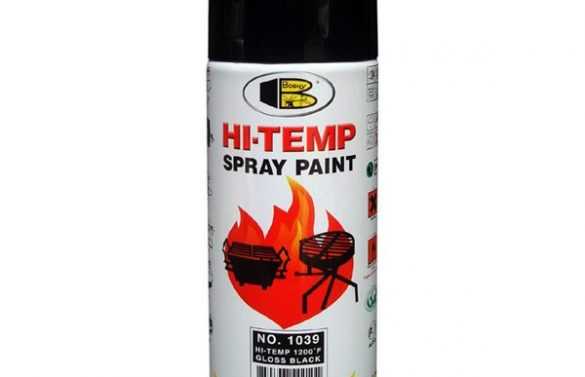 BOSNY
B
HI-TEMP
SPRAY PAINT
NO. 1039
HI-TEMP 1200°F
GLOSS BLACK